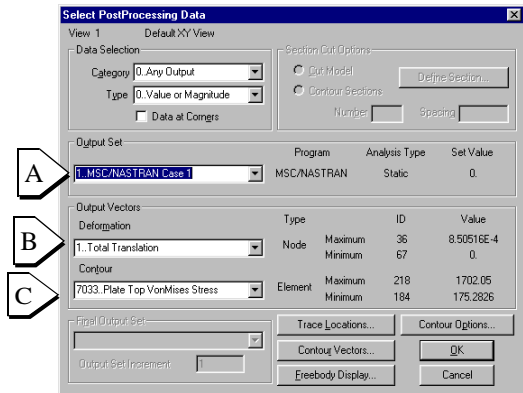 Select PostProcessing Data
View 1 Default XY View
Data Selection
Category 0..Any Output
Type 0..Value or Magnitude
Data at Corners
Section Cut Options
Cut Model
Contour Sections
Define Section...
Number Spacing
A
Output Set
1..MSC/NASTRAN Case 1
Program Analysis Type Set Value
MSC/NASTRAN Static 0.
B
C
Output Vectors
Deformation
1..Total Translation
Contour
7033..Plate Top VonMises Stress
Type ID Value
Node Maximum 36 8.50516E-4
Minimum 67 0.
Element Maximum 218 1702.05
Minimum 184 175.2826
Final Output Set
Output Set Increment 1
Trace Locations... Contour Options...
Contour Vectors... OK
Freebody Display... Cancel